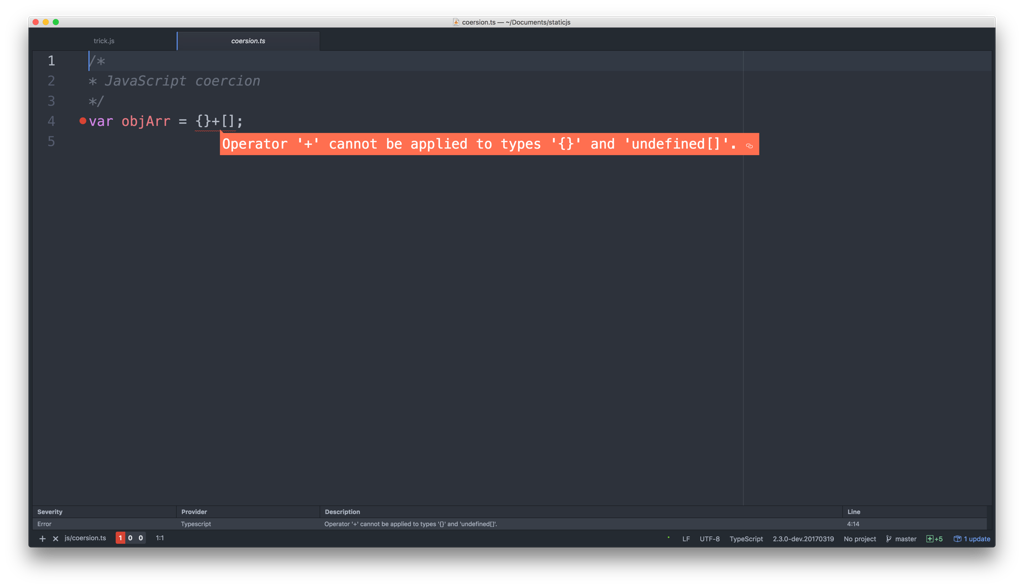 coersion.ts — ~/Documents/staticjs
trick.js
coersion.ts
1 /*
2 * JavaScript coercion
3 */
4 var objArr = {}+[];
5
Operator '+' cannot be applied to types '{}' and 'undefined[]'.
Severity Provider Description Line
Error Typescript Operator '+' cannot be applied to types '{}' and 'undefined[]'. 4:14
+ × js/coersion.ts 1 0 0 1:1 LF UTF-8 TypeScript 2.3.0-dev.20170319 No project master +5 1 update